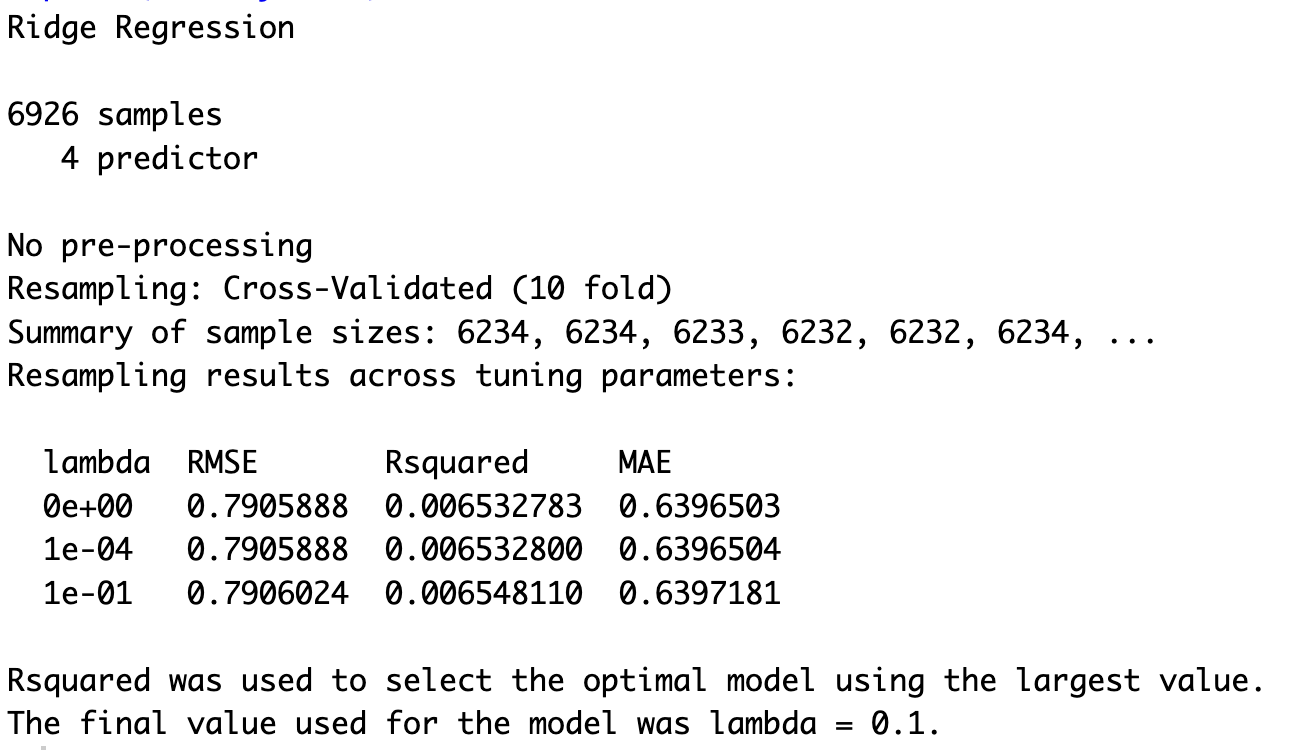 Ridge Regression
6926 samples
4 predictor
No pre-processing
Resampling: Cross-Validated (10 fold)
Summary of sample sizes: 6234, 6234, 6233, 6232, 6232, 6234, ...
Resampling results across tuning parameters:
lambda RMSE Rsquared MAE
0e+00 0.7905888 0.006532783 0.6396503
1e-04 0.7905888 0.006532800 0.6396504
1e-01 0.7906024 0.006548110 0.6397181
Rsquared was used to select the optimal model using the largest value.
The final value used for the model was lambda = 0.1.